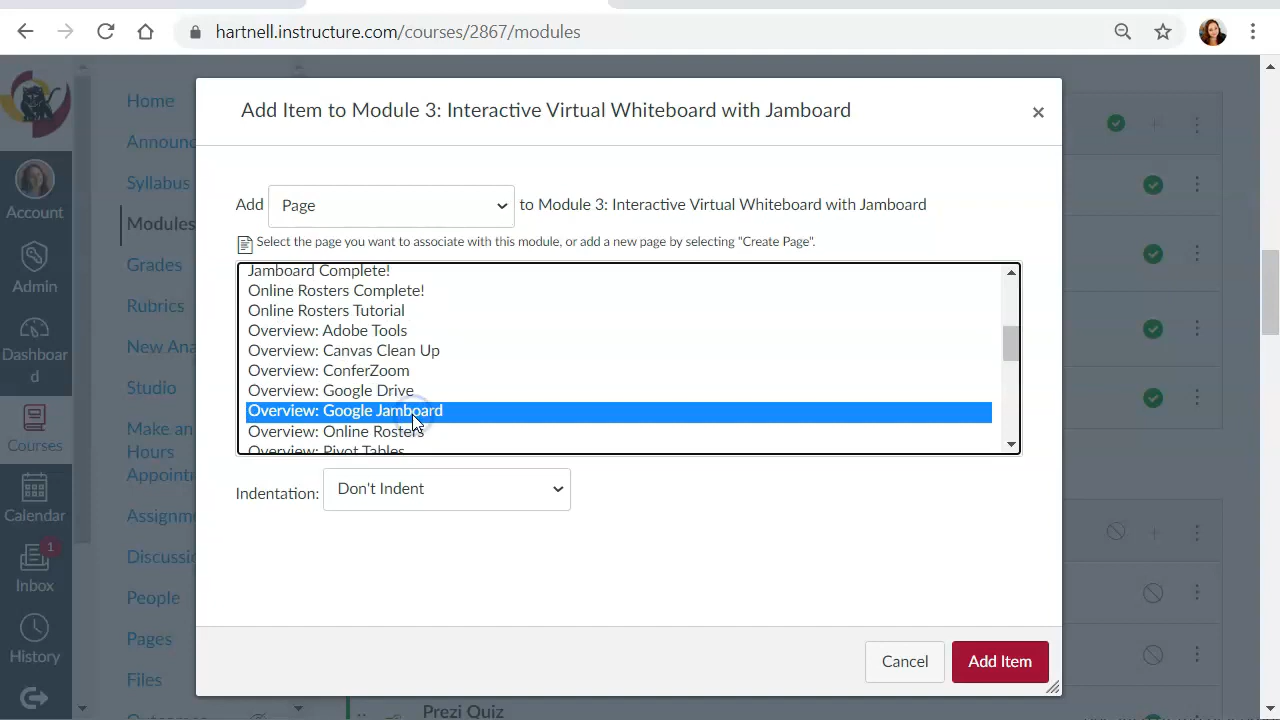 hartnell.instructure.com/courses/2867/modules
Account
Admin
Dashboar
d
Courses
Calendar
1
Inbox
History
Home
Announc
Syllabus
Modules
Grades
Rubrics
New Ana
Studio
Make an
Hours
Appointr
Assignme
Discussi
People
Pages
Files
Add Item to Module 3: Interactive Virtual Whiteboard with Jamboard
×
Add Page to Module 3: Interactive Virtual Whiteboard with Jamboard
Select the page you want to associate with this module, or add a new page by selecting "Create Page".
Jamboard Complete!
Online Rosters Complete!
Online Rosters Tutorial
Overview: Adobe Tools
Overview: Canvas Clean Up
Overview: ConferZoom
Overview: Google Drive
Overview: Google Jamboard
Overview: Online Rosters
Overview: Pivot Tables
Indentation: Don't Indent
Cancel
Add Item
Prezi Quiz